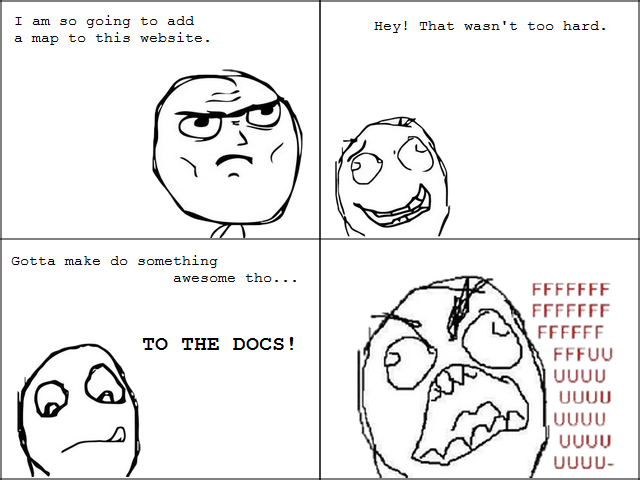 I am so going to add
a map to this website.
Hey! That wasn't too hard.
Gotta make do something
awesome tho...
TO THE DOCS!
FFFFFFF
FFFFFFF
FFFFFF
FFFUU
UUUU
UUUU
UUUU
UUUU
UUUU-